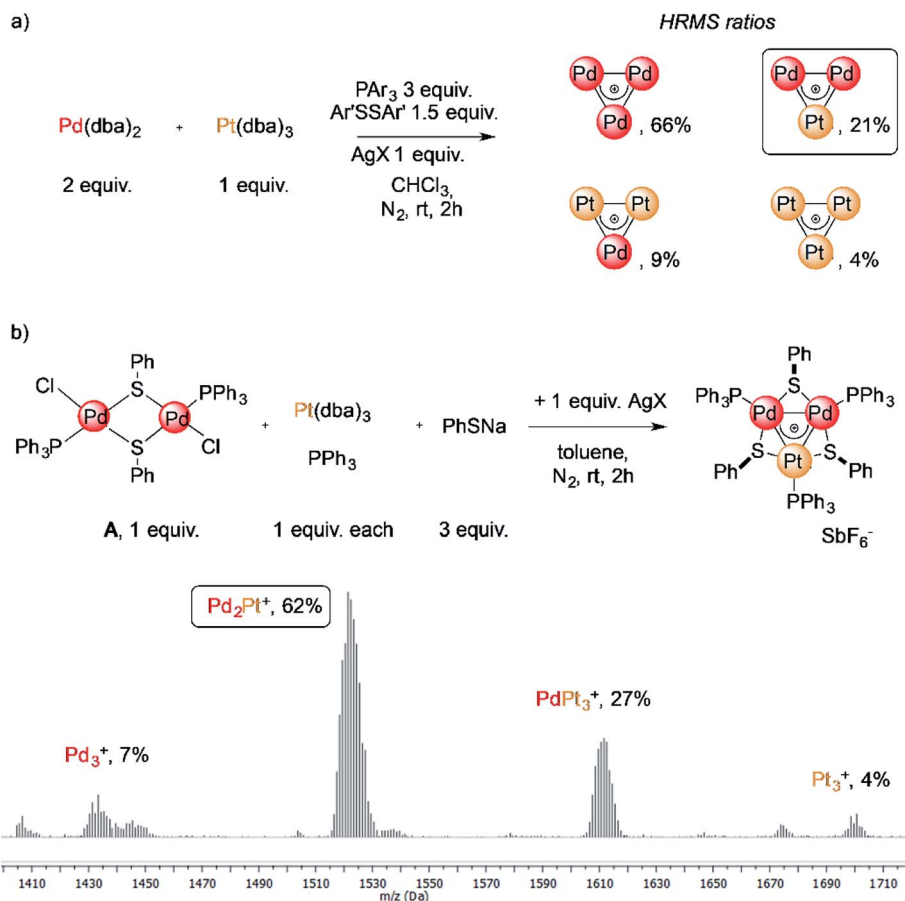 a)
HRMS ratios
Pd(dba)2 + Pt(dba)3
2 equiv. 1 equiv.
PAr3 3 equiv.
Ar'SSAr' 1.5 equiv.
AgX 1 equiv.
CHCl3,
N2, rt, 2h
Pd Pd
Pd , 66%
Pd Pd
Pt , 21%
Pt Pt
Pd , 9%
Pt Pt
Pt , 4%
b)
Ph
Cl S PPh3
Pd Pd
Ph3P S Cl
Ph
A, 1 equiv.
+
Pt(dba)3
PPh3
1 equiv. each
+ PhSNa
3 equiv.
+ 1 equiv. AgX
toluene,
N2, rt, 2h
Ph
S
Ph3P PPh3
Pd Pd
S Pt S
Ph Ph
PPh3
SbF6-
Pd2Pt+, 62%
PdPt3+, 27%
Pd3+, 7%
Pt3+, 4%
1410 1430 1450 1470 1490 1510 1530 1550 1570 1590 1610 1630 1650 1670 1690 1710
m/z (Da)